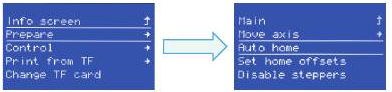 Info screen
Prepare
Control
Print from TF
Change TF card
Main
Move axis
Auto home
Set home offsets
Disable steppers